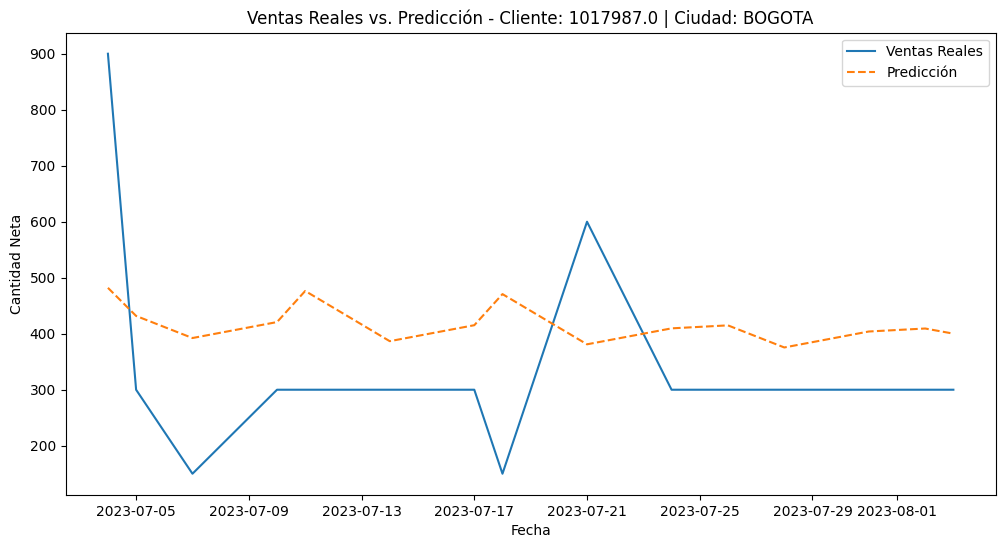 Ventas Reales vs. Predicción - Cliente: 1017987.0 | Ciudad: BOGOTA
Ventas Reales
Predicción
Cantidad Neta
900
800
700
600
500
400
300
200
2023-07-05 2023-07-09 2023-07-13 2023-07-17 2023-07-21 2023-07-25 2023-07-29 2023-08-01
Fecha